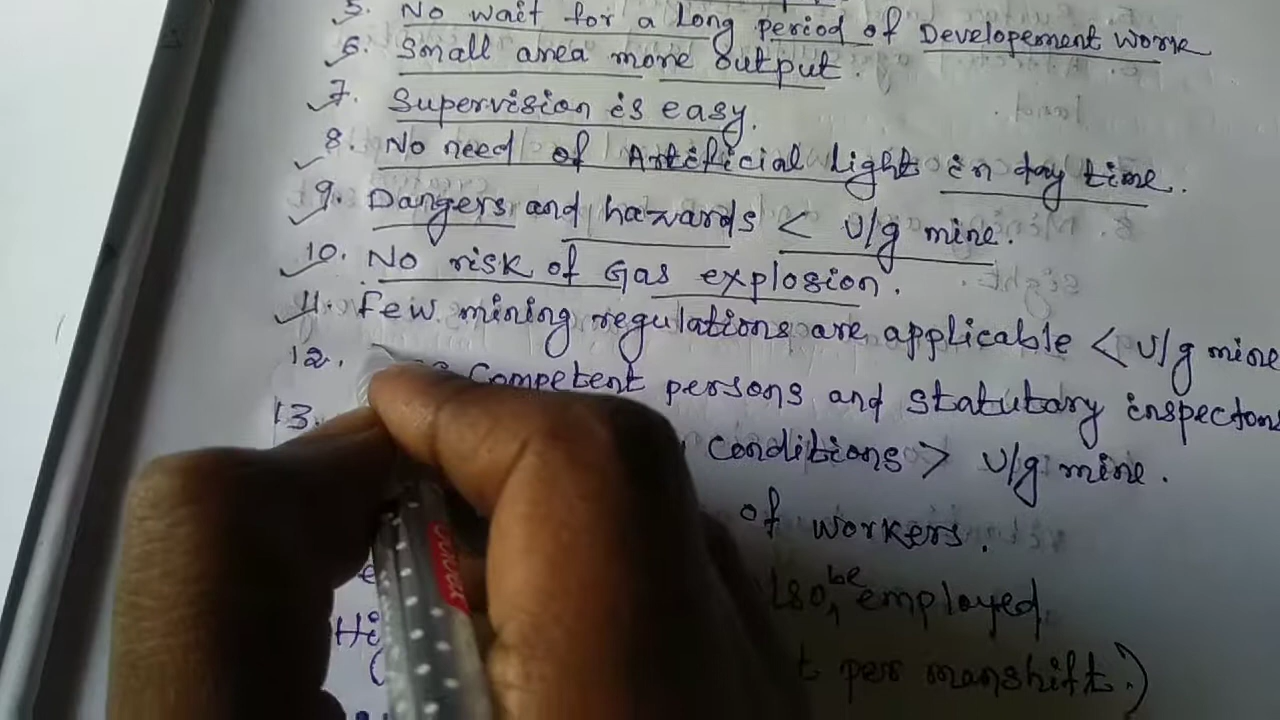 5. No wait for a Long period of Developement work
6. Small area more output.
7. Supervision is easy.
8. No need of Artificial Light in day time.
9. Dangers and hazards < U/g mine.
10. No risk of Gas explosion.
11. Few mining regulations are applicable < U/g mine
12. Competent persons and statutary inspectors
13. conditions > U/g mine.
of workers.
also be employed.
t per manshift.)